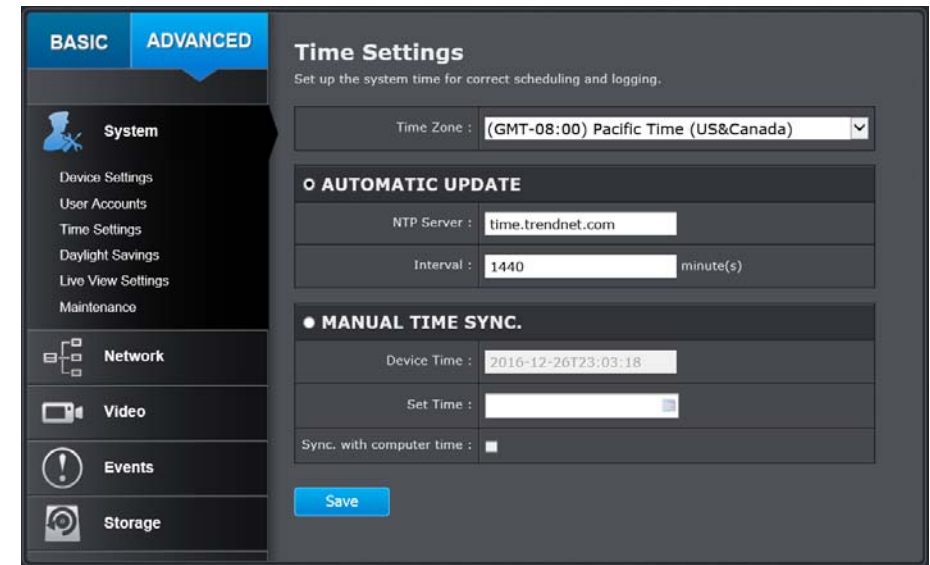 BASIC
ADVANCED
System
Device Settings
User Accounts
Time Settings
Daylight Savings
Live View Settings
Maintenance
Network
Video
Events
Storage
Time Settings
Set up the system time for correct scheduling and logging.
Time Zone : (GMT-08:00) Pacific Time (US&Canada)
AUTOMATIC UPDATE
NTP Server : time.trendnet.com
Interval : 1440 minute(s)
MANUAL TIME SYNC.
Device Time : 2016-12-26T23:03:18
Set Time :
Sync. with computer time :
Save